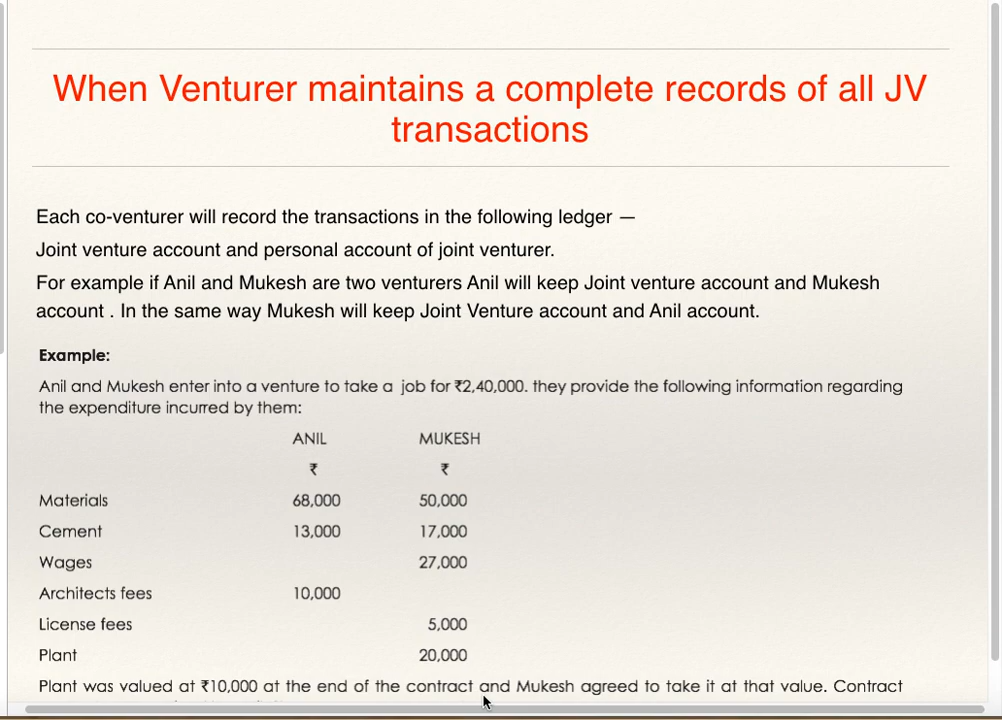 When Venturer maintains a complete records of all JV
transactions
Each co-venturer will record the transactions in the following ledger —
Joint venture account and personal account of joint venturer.
For example if Anil and Mukesh are two venturers Anil will keep Joint venture account and Mukesh
account . In the same way Mukesh will keep Joint Venture account and Anil account.
Example:
Anil and Mukesh enter into a venture to take a job for ₹2,40,000. they provide the following information regarding
the expenditure incurred by them:
ANIL MUKESH
₹ ₹
Materials 68,000 50,000
Cement 13,000 17,000
Wages 27,000
Architects fees 10,000
License fees 5,000
Plant 20,000
Plant was valued at ₹10,000 at the end of the contract and Mukesh agreed to take it at that value. Contract